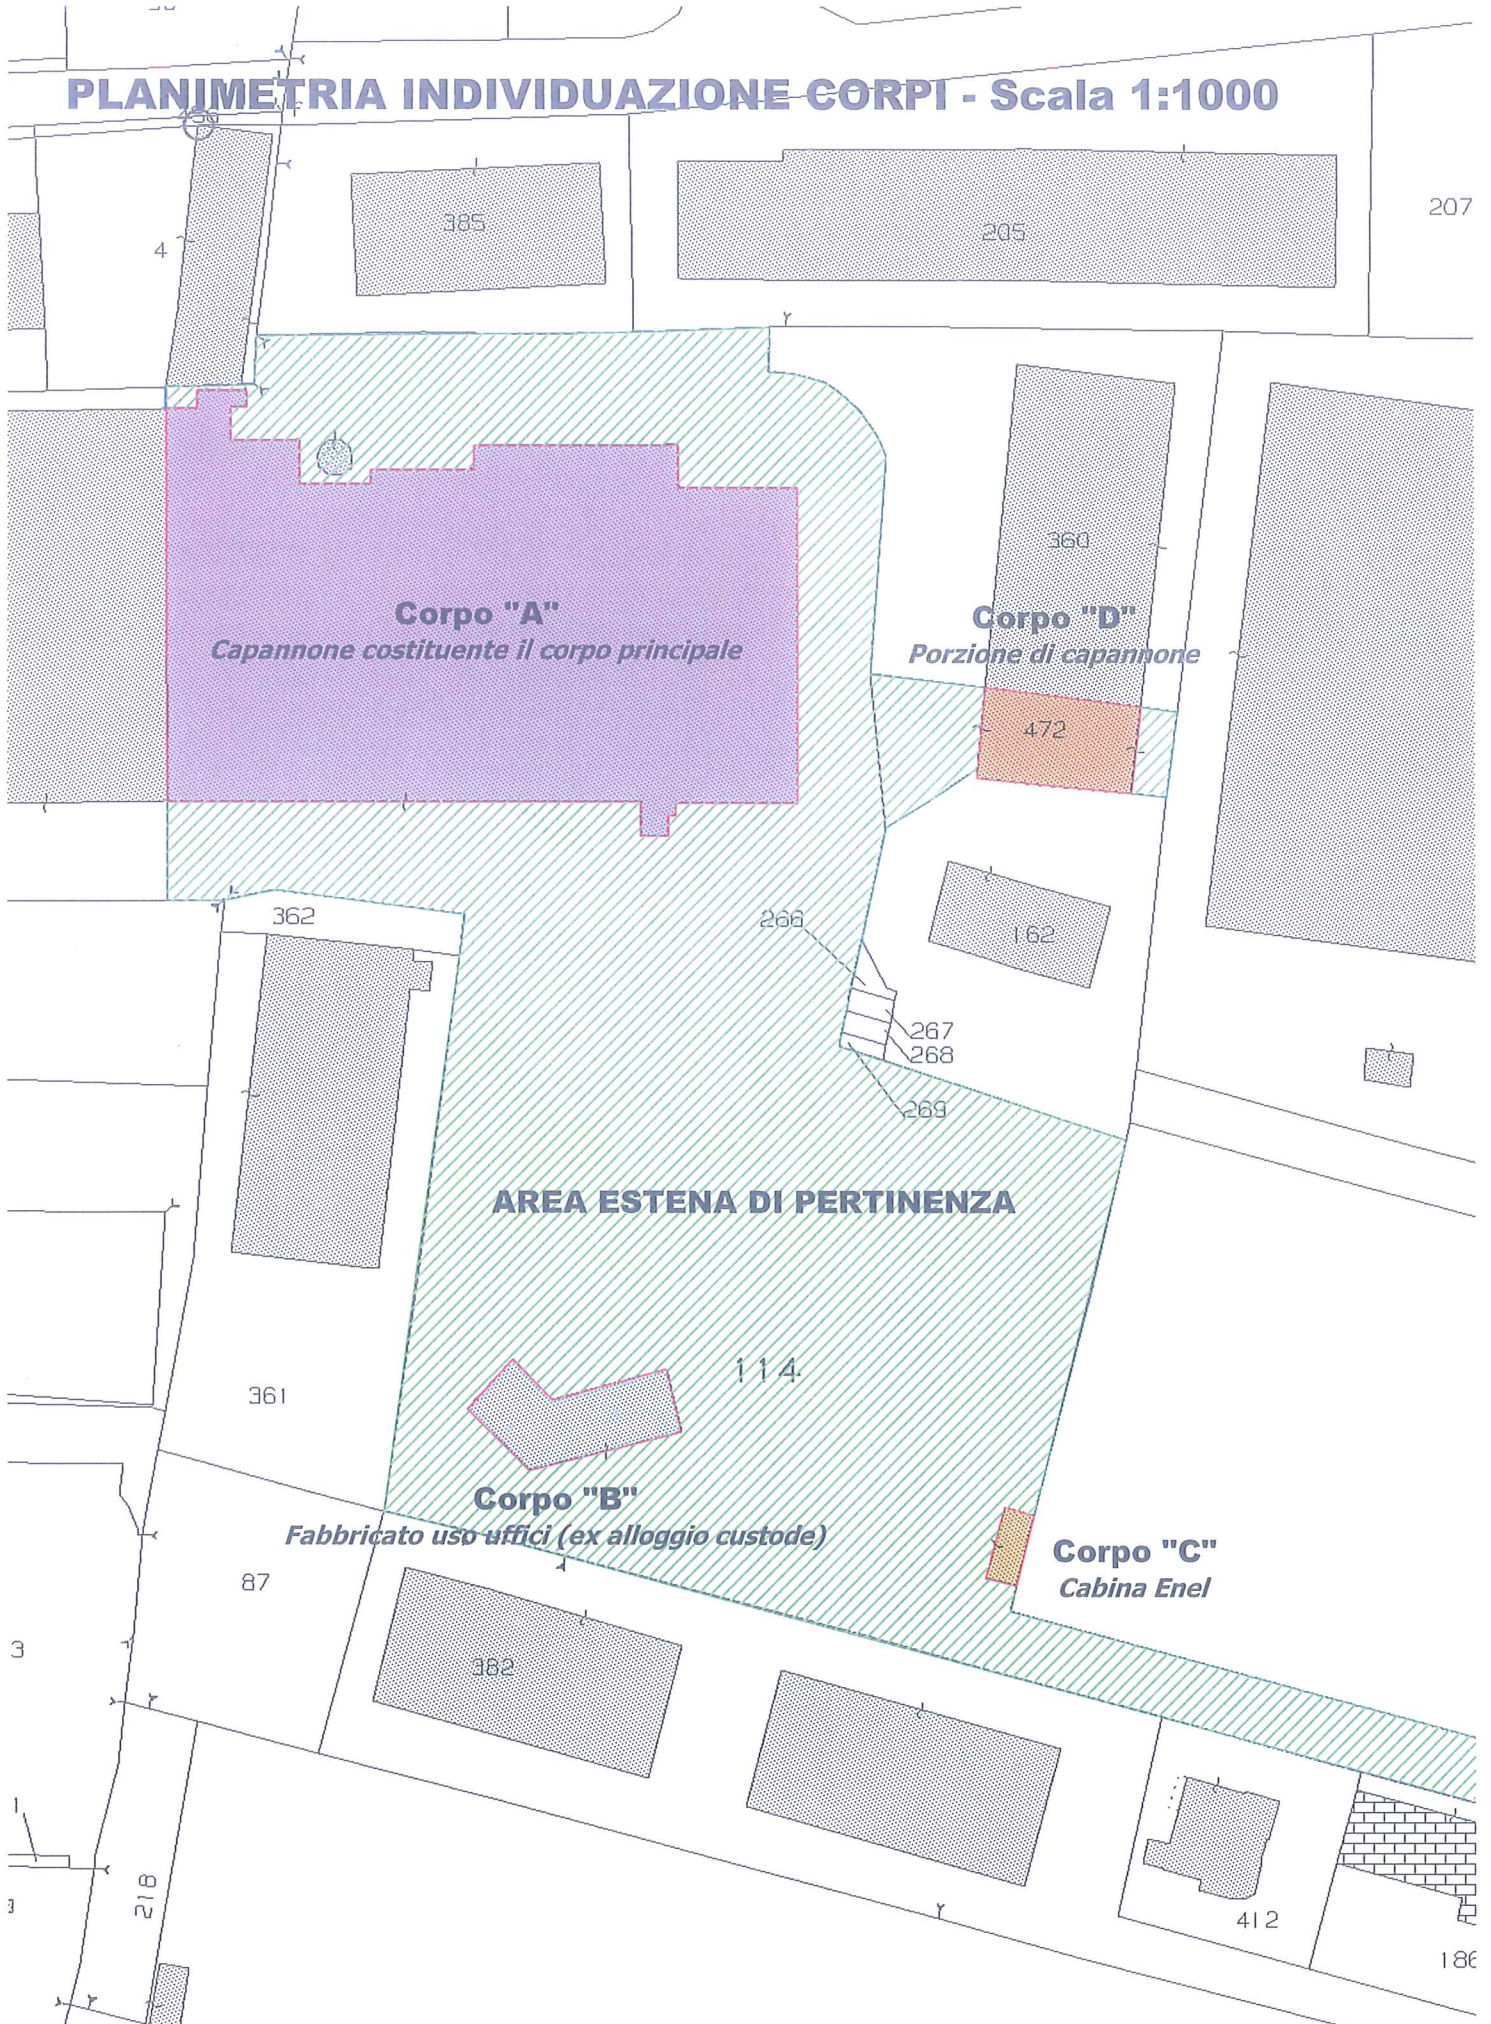 PLANIMETRIA INDIVIDUAZIONE CORPI - Scala 1:1000
385
205
207
4
360
Corpo "A"
Capannone costituente il corpo principale
Corpo "D"
Porzione di capannone
472
362
266
162
267
268
269
AREA ESTENA DI PERTINENZA
114
361
Corpo "B"
Fabbricato uso uffici (ex alloggio custode)
Corpo "C"
Cabina Enel
87
3
382
1
218
412
186